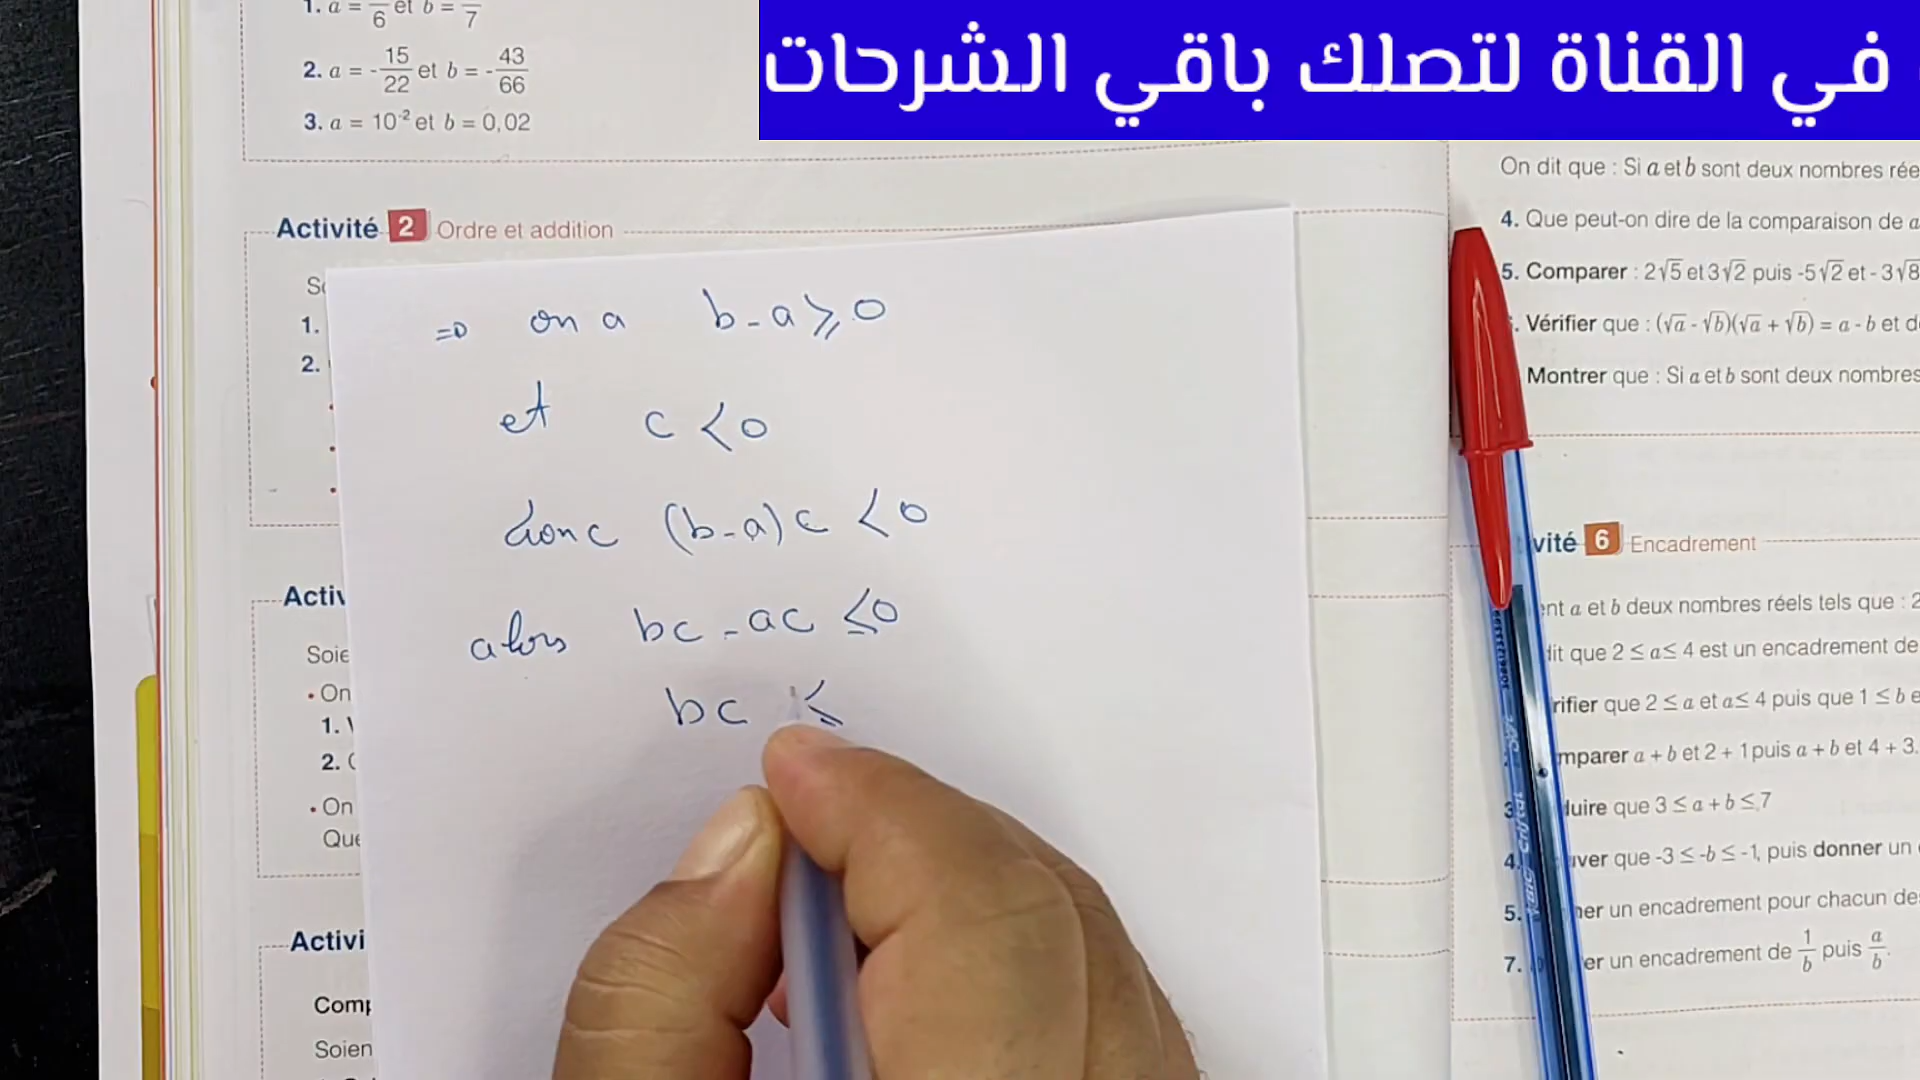 في القناة لتصلك باقي الشرحات
1. a = 6 et b = 7
2. a = -15/22 et b = -43/66
3. a = 10⁻² et b = 0,02
Activité 2 Ordre et addition
1.
2.
⇒ on a b - a ⩾ 0
et c < 0
donc (b - a) c < 0
alors bc - ac ≤ 0
bc ≤
Soie
• On
1.
2.
• On
Que
Soien
On dit que : Si a et b sont deux nombres
4. Que peut-on dire de la comparaison de a
5. Comparer : 2√5 et 3√2 puis -5√2 et - 3√8
Vérifier que : (√a - √b)(√a + √b) = a - b et
Montrer que : Si a et b sont deux nombres
vité 6 Encadrement
ent a et b deux nombres réels tels que : 2
dit que 2 ≤ a ≤ 4 est un encadrement de
rifier que 2 ≤ a et a ≤ 4 puis que 1 ≤ b e
mparer a + b et 2 + 1 puis a + b et 4 + 3.
3 duire que 3 ≤ a + b ≤ 7
4. uver que -3 ≤ -b ≤ -1, puis donner un
5. ner un encadrement pour chacun de
7. er un encadrement de 1/b puis a/b.